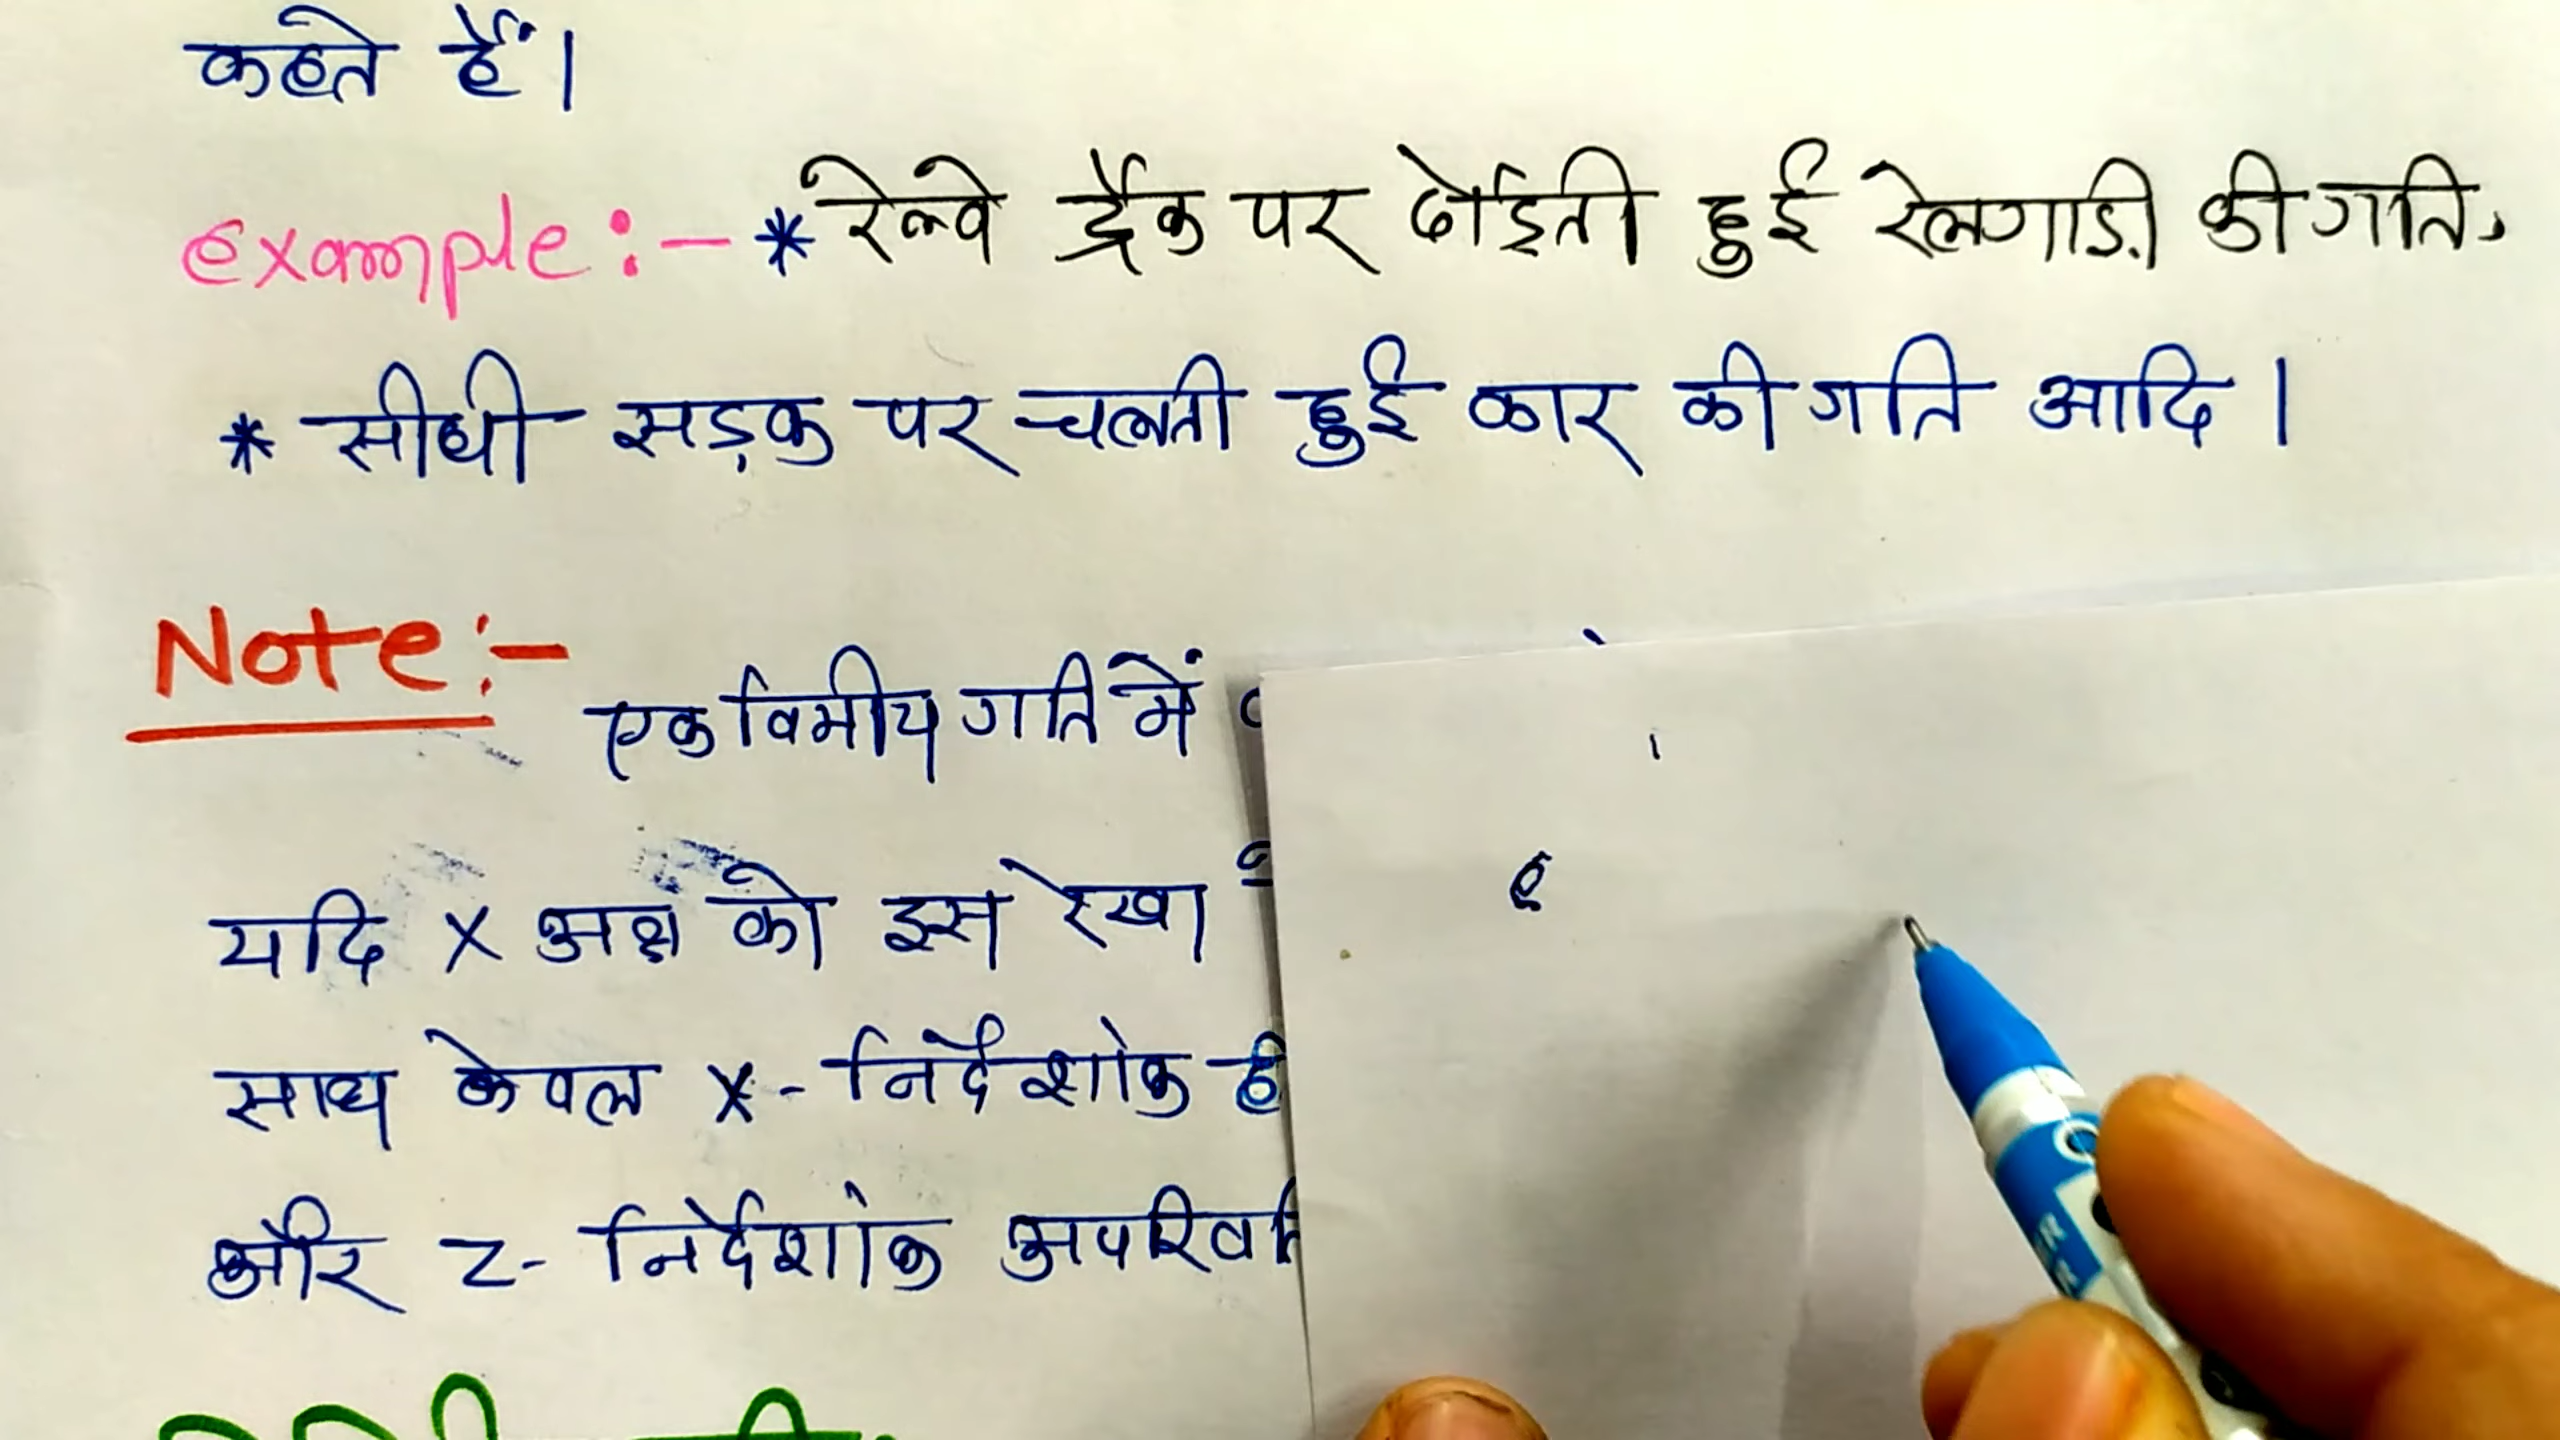 कहते हैं।
example:- * रेल्वे ट्रैक पर दौड़ती हुई रेलगाड़ी की गति,
* सीधी सड़क पर चलती हुई कार की गति आदि।
Note:-
एकविमीय गति में
यदि x अक्ष को इस रेखा
साथ केवल x- निर्देशांक ही
और z- निर्देशांक अपरिवर्ति